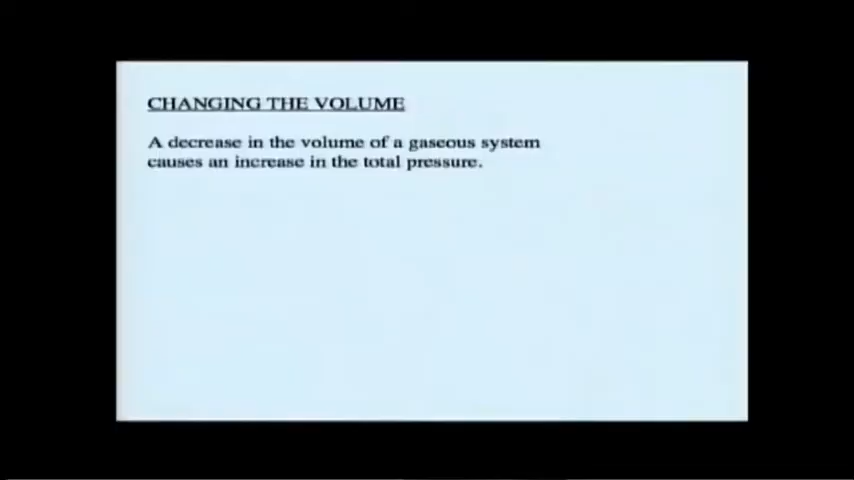 CHANGING THE VOLUME
A decrease in the volume of a gaseous system
causes an increase in the total pressure.